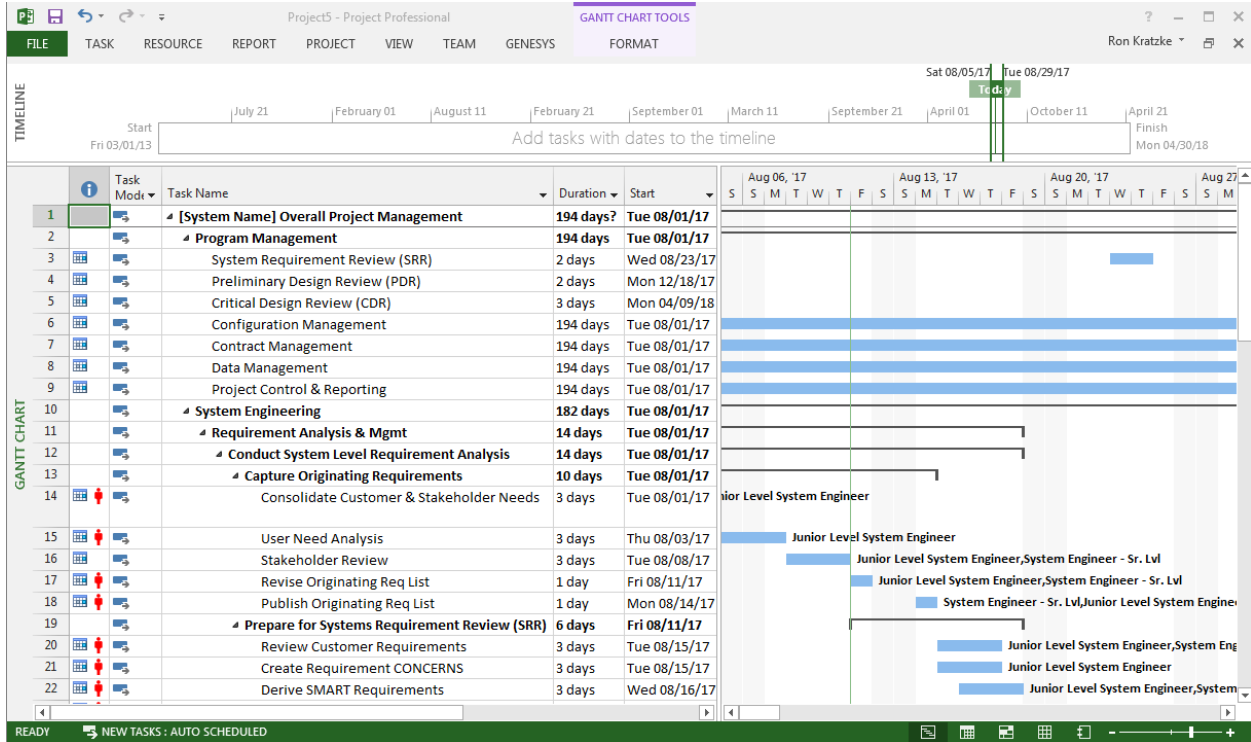 Project5 - Project Professional
GANTT CHART TOOLS
?
FILE TASK RESOURCE REPORT PROJECT VIEW TEAM GENESYS FORMAT
Ron Kratzke
TIMELINE
Sat 08/05/17 Tue 08/29/17
Today
July 21 February 01 August 11 February 21 September 01 March 11 September 21 April 01 October 11 April 21
Start
Fri 03/01/13
Add tasks with dates to the timeline
Finish
Mon 04/30/18
GANTT CHART
Task Mode Task Name Duration Start
Aug 06, '17 Aug 13, '17 Aug 20, '17 Aug 27
S S M T W T F S S M T W T F S S M T W T F S S M
1 [System Name] Overall Project Management 194 days? Tue 08/01/17
2 Program Management 194 days Tue 08/01/17
3 System Requirement Review (SRR) 2 days Wed 08/23/17
4 Preliminary Design Review (PDR) 2 days Mon 12/18/17
5 Critical Design Review (CDR) 3 days Mon 04/09/18
6 Configuration Management 194 days Tue 08/01/17
7 Contract Management 194 days Tue 08/01/17
8 Data Management 194 days Tue 08/01/17
9 Project Control & Reporting 194 days Tue 08/01/17
10 System Engineering 182 days Tue 08/01/17
11 Requirement Analysis & Mgmt 14 days Tue 08/01/17
12 Conduct System Level Requirement Analysis 14 days Tue 08/01/17
13 Capture Originating Requirements 10 days Tue 08/01/17
14 Consolidate Customer & Stakeholder Needs 3 days Tue 08/01/17 nior Level System Engineer
15 User Need Analysis 3 days Thu 08/03/17 Junior Level System Engineer
16 Stakeholder Review 3 days Tue 08/08/17 Junior Level System Engineer,System Engineer - Sr. Lvl
17 Revise Originating Req List 1 day Fri 08/11/17 Junior Level System Engineer,System Engineer - Sr. Lvl
18 Publish Originating Req List 1 day Mon 08/14/17 System Engineer - Sr. Lvl,Junior Level System Engine
19 Prepare for Systems Requirement Review (SRR) 6 days Fri 08/11/17
20 Review Customer Requirements 3 days Tue 08/15/17 Junior Level System Engineer,System Eng
21 Create Requirement CONCERNS 3 days Tue 08/15/17 Junior Level System Engineer
22 Derive SMART Requirements 3 days Wed 08/16/17 Junior Level System Engineer,System
READY NEW TASKS : AUTO SCHEDULED